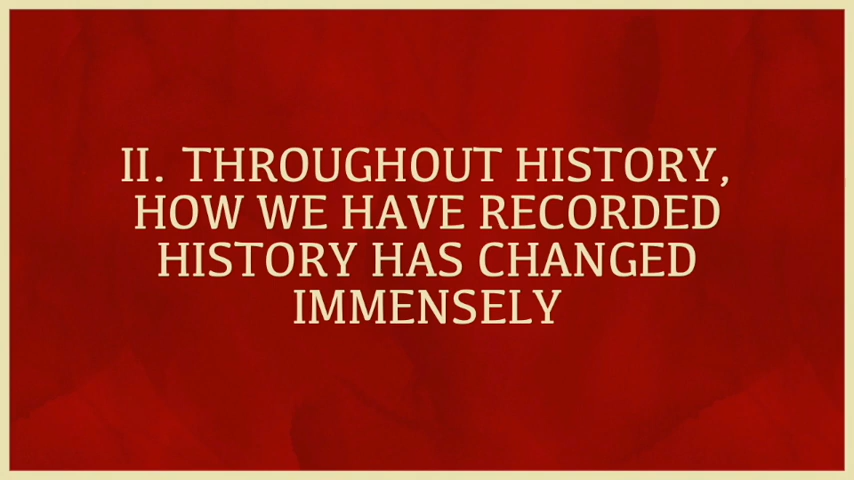 II. THROUGHOUT HISTORY,
HOW WE HAVE RECORDED
HISTORY HAS CHANGED
IMMENSELY